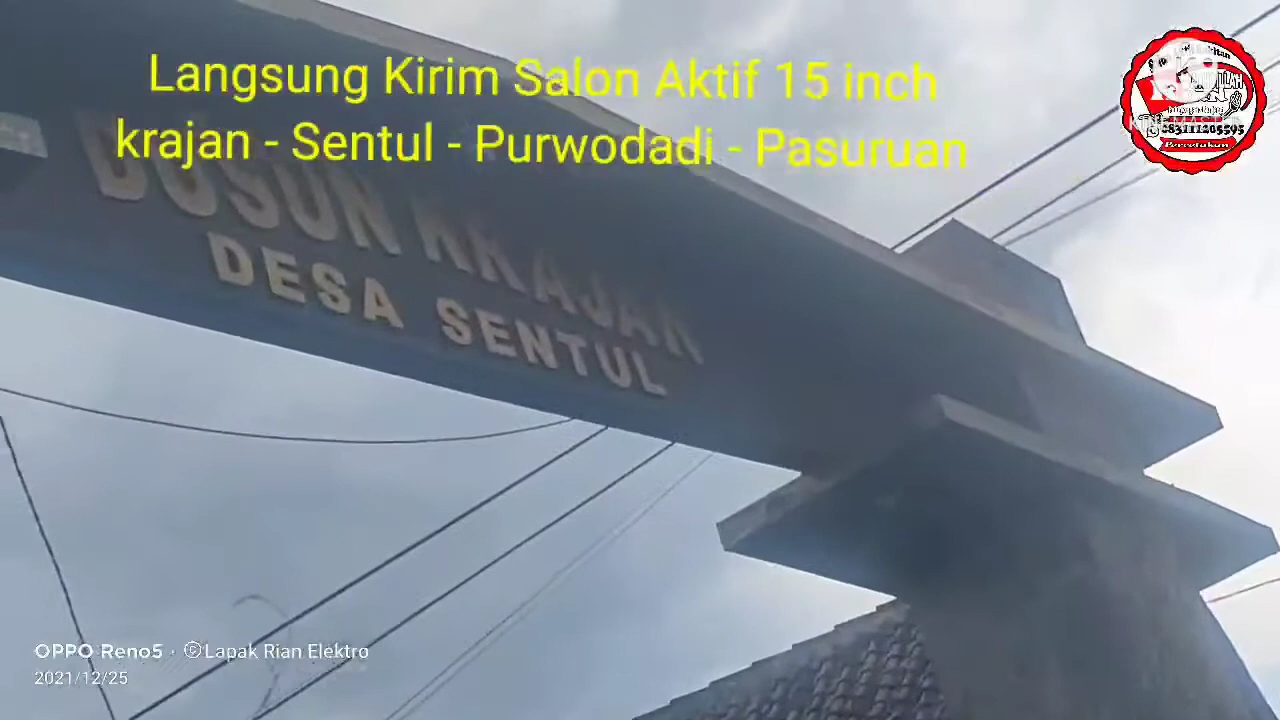 Langsung Kirim Salon Aktif 15 inch
krajan - Sentul - Purwodadi - Pasuruan
DUSUN KRAJAN
DESA SENTUL
Percetakan
OPPO Reno5 · ©Lapak Rian Elektro
2021/12/25